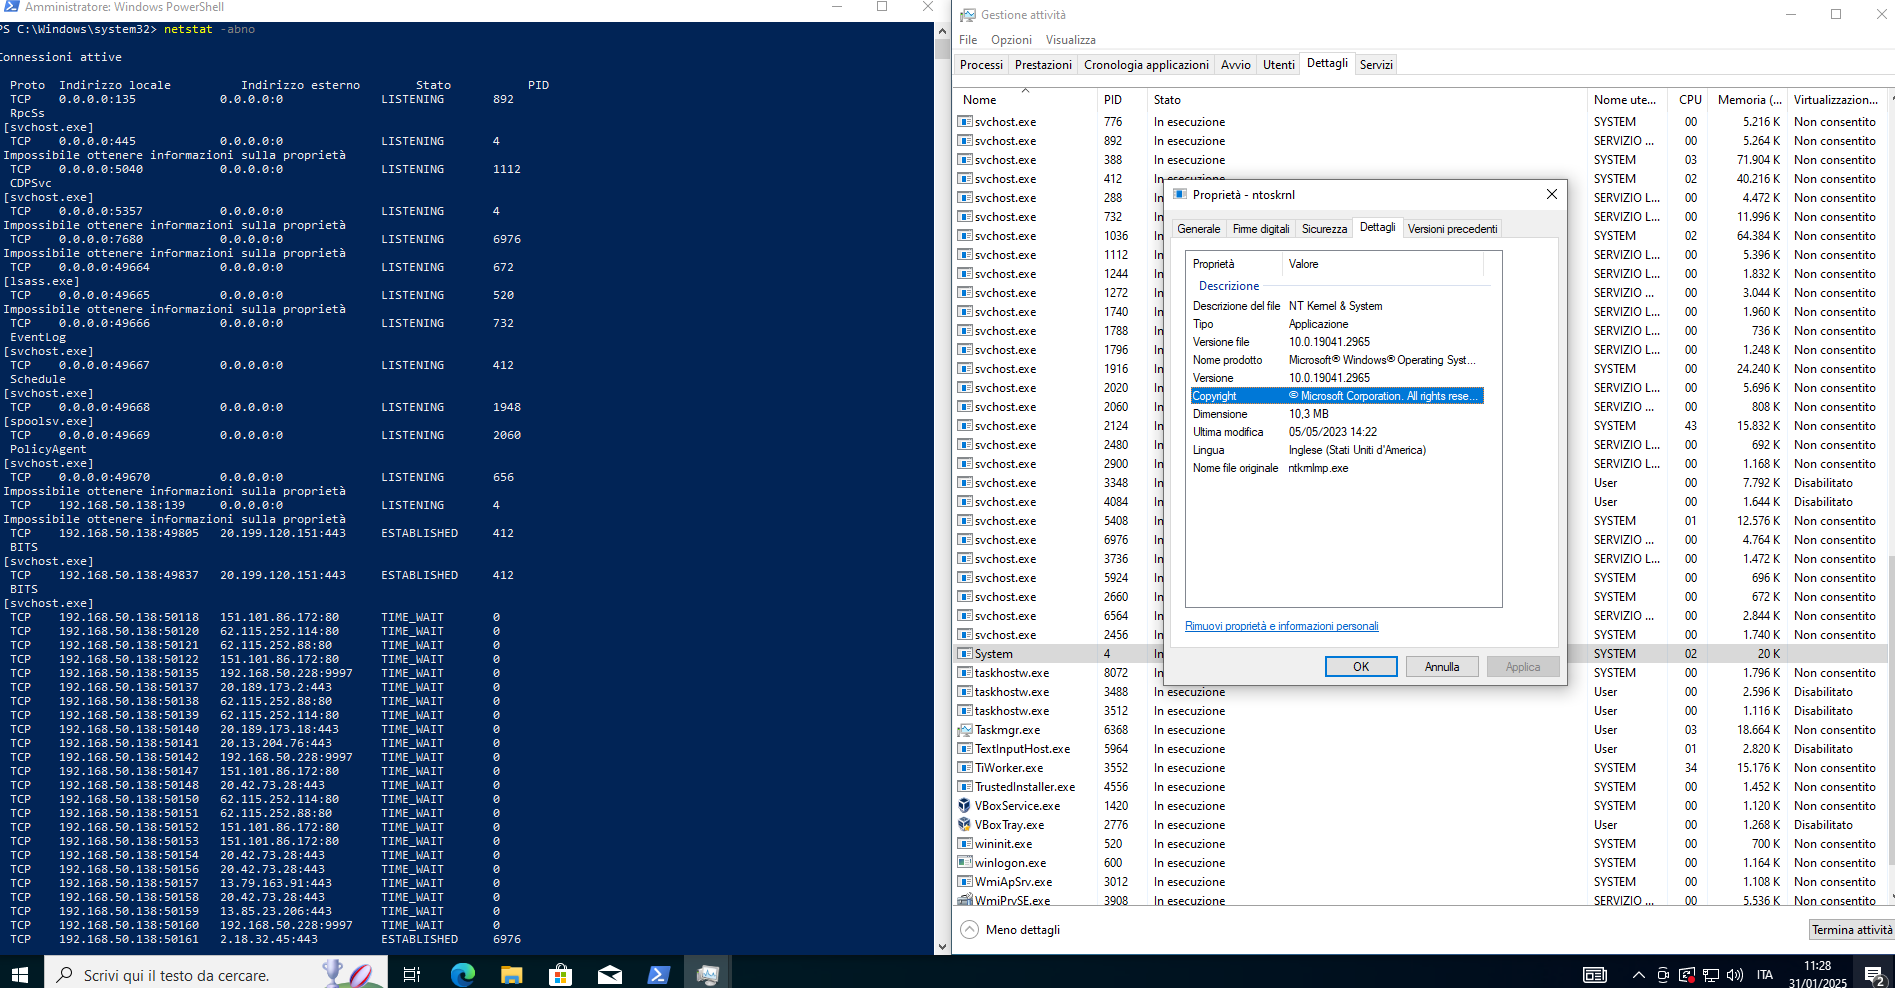 Amministratore: Windows PowerShell
PS C:\Windows\system32> netstat -abno
Connessioni attive
Proto Indirizzo locale Indirizzo esterno Stato PID
TCP 0.0.0.0:135 0.0.0.0:0 LISTENING 892
RpcSs
[svchost.exe]
TCP 0.0.0.0:445 0.0.0.0:0 LISTENING 4
Impossibile ottenere informazioni sulla proprietà
TCP 0.0.0.0:5040 0.0.0.0:0 LISTENING 1112
CDPSvc
[svchost.exe]
TCP 0.0.0.0:5357 0.0.0.0:0 LISTENING 4
Impossibile ottenere informazioni sulla proprietà
TCP 0.0.0.0:7680 0.0.0.0:0 LISTENING 6976
Impossibile ottenere informazioni sulla proprietà
TCP 0.0.0.0:49664 0.0.0.0:0 LISTENING 672
[lsass.exe]
TCP 0.0.0.0:49665 0.0.0.0:0 LISTENING 520
Impossibile ottenere informazioni sulla proprietà
TCP 0.0.0.0:49666 0.0.0.0:0 LISTENING 732
EventLog
[svchost.exe]
TCP 0.0.0.0:49667 0.0.0.0:0 LISTENING 412
Schedule
[svchost.exe]
TCP 0.0.0.0:49668 0.0.0.0:0 LISTENING 1948
[spoolsv.exe]
TCP 0.0.0.0:49669 0.0.0.0:0 LISTENING 2060
PolicyAgent
[svchost.exe]
TCP 0.0.0.0:49670 0.0.0.0:0 LISTENING 656
Impossibile ottenere informazioni sulla proprietà
TCP 192.168.50.138:139 0.0.0.0:0 LISTENING 4
Impossibile ottenere informazioni sulla proprietà
TCP 192.168.50.138:49805 20.199.120.151:443 ESTABLISHED 412
BITS
[svchost.exe]
TCP 192.168.50.138:49837 20.199.120.151:443 ESTABLISHED 412
BITS
[svchost.exe]
TCP 192.168.50.138:50118 151.101.86.172:80 TIME_WAIT 0
TCP 192.168.50.138:50120 62.115.252.114:80 TIME_WAIT 0
TCP 192.168.50.138:50121 62.115.252.88:80 TIME_WAIT 0
TCP 192.168.50.138:50122 151.101.86.172:80 TIME_WAIT 0
TCP 192.168.50.138:50135 192.168.50.228:9997 TIME_WAIT 0
TCP 192.168.50.138:50137 20.189.173.2:443 TIME_WAIT 0
TCP 192.168.50.138:50138 62.115.252.88:80 TIME_WAIT 0
TCP 192.168.50.138:50139 62.115.252.114:80 TIME_WAIT 0
TCP 192.168.50.138:50140 20.189.173.18:443 TIME_WAIT 0
TCP 192.168.50.138:50141 20.13.204.76:443 TIME_WAIT 0
TCP 192.168.50.138:50142 192.168.50.228:9997 TIME_WAIT 0
TCP 192.168.50.138:50147 151.101.86.172:80 TIME_WAIT 0
TCP 192.168.50.138:50148 20.42.73.28:443 TIME_WAIT 0
TCP 192.168.50.138:50150 62.115.252.114:80 TIME_WAIT 0
TCP 192.168.50.138:50151 62.115.252.88:80 TIME_WAIT 0
TCP 192.168.50.138:50152 151.101.86.172:80 TIME_WAIT 0
TCP 192.168.50.138:50153 151.101.86.172:80 TIME_WAIT 0
TCP 192.168.50.138:50154 20.42.73.28:443 TIME_WAIT 0
TCP 192.168.50.138:50156 20.42.73.28:443 TIME_WAIT 0
TCP 192.168.50.138:50157 13.79.163.91:443 TIME_WAIT 0
TCP 192.168.50.138:50158 20.42.73.28:443 TIME_WAIT 0
TCP 192.168.50.138:50159 13.85.23.206:443 TIME_WAIT 0
TCP 192.168.50.138:50160 192.168.50.228:9997 TIME_WAIT 0
TCP 192.168.50.138:50161 2.18.32.45:443 ESTABLISHED 6976
Gestione attività
File Opzioni Visualizza
Processi Prestazioni Cronologia applicazioni Avvio Utenti Dettagli Servizi
Nome PID Stato Nome ute... CPU Memoria (... Virtualizzazion...
svchost.exe 776 In esecuzione SYSTEM 00 5.216 K Non consentito
svchost.exe 892 In esecuzione SERVIZIO ... 00 5.264 K Non consentito
svchost.exe 388 In esecuzione SYSTEM 03 71.904 K Non consentito
svchost.exe 412 In esecuzione SYSTEM 02 40.216 K Non consentito
svchost.exe 288 In SERVIZIO L... 00 4.472 K Non consentito
svchost.exe 732 In SERVIZIO L... 00 11.996 K Non consentito
svchost.exe 1036 In SYSTEM 02 64.384 K Non consentito
svchost.exe 1112 In SERVIZIO L... 00 5.396 K Non consentito
svchost.exe 1244 In SERVIZIO L... 00 1.832 K Non consentito
svchost.exe 1272 In SERVIZIO ... 00 3.044 K Non consentito
svchost.exe 1740 In SERVIZIO L... 00 1.960 K Non consentito
svchost.exe 1788 In SERVIZIO L... 00 736 K Non consentito
svchost.exe 1796 In SERVIZIO L... 00 1.248 K Non consentito
svchost.exe 1916 In SYSTEM 00 24.240 K Non consentito
svchost.exe 2020 In SERVIZIO L... 00 5.696 K Non consentito
svchost.exe 2060 In SERVIZIO ... 00 808 K Non consentito
svchost.exe 2124 In SYSTEM 43 15.832 K Non consentito
svchost.exe 2480 In SERVIZIO L... 00 692 K Non consentito
svchost.exe 2900 In SERVIZIO L... 00 1.168 K Non consentito
svchost.exe 3348 In User 00 7.792 K Disabilitato
svchost.exe 4084 In User 00 1.644 K Disabilitato
svchost.exe 5408 In SYSTEM 01 12.576 K Non consentito
svchost.exe 6976 In SERVIZIO ... 00 4.764 K Non consentito
svchost.exe 3736 In SERVIZIO L... 00 1.472 K Non consentito
svchost.exe 5924 In SYSTEM 00 696 K Non consentito
svchost.exe 2660 In SYSTEM 00 672 K Non consentito
svchost.exe 6564 In SERVIZIO ... 00 2.844 K Non consentito
svchost.exe 2456 In SYSTEM 00 1.740 K Non consentito
System 4 In SYSTEM 02 20 K
taskhostw.exe 8072 In SYSTEM 00 1.796 K Non consentito
taskhostw.exe 3488 In esecuzione User 00 2.596 K Disabilitato
taskhostw.exe 3512 In esecuzione User 00 1.116 K Disabilitato
Taskmgr.exe 6368 In esecuzione User 03 18.664 K Non consentito
TextInputHost.exe 5964 In esecuzione User 01 2.820 K Disabilitato
TiWorker.exe 3552 In esecuzione SYSTEM 34 15.176 K Non consentito
TrustedInstaller.exe 4556 In esecuzione SYSTEM 00 1.452 K Non consentito
VBoxService.exe 1420 In esecuzione SYSTEM 00 1.120 K Non consentito
VBoxTray.exe 2776 In esecuzione User 00 1.268 K Disabilitato
wininit.exe 520 In esecuzione SYSTEM 00 700 K Non consentito
winlogon.exe 600 In esecuzione SYSTEM 00 1.164 K Non consentito
WmiApSrv.exe 3012 In esecuzione SYSTEM 00 1.108 K Non consentito
WmiPrvSE.exe 3908 In esecuzione SERVIZIO ... 00 5.536 K Non consentito
Meno dettagli
Termina attività
Proprietà - ntoskrnl
Generale Firme digitali Sicurezza Dettagli Versioni precedenti
Proprietà Valore
Descrizione
Descrizione del file NT Kernel & System
Tipo Applicazione
Versione file 10.0.19041.2965
Nome prodotto Microsoft® Windows® Operating Syst...
Versione 10.0.19041.2965
Copyright © Microsoft Corporation. All rights rese...
Dimensione 10,3 MB
Ultima modifica 05/05/2023 14:22
Lingua Inglese (Stati Uniti d'America)
Nome file originale ntkrnlmp.exe
Rimuovi proprietà e informazioni personali
OK Annulla Applica
Scrivi qui il testo da cercare.
ITA
11:28
31/01/2025
2